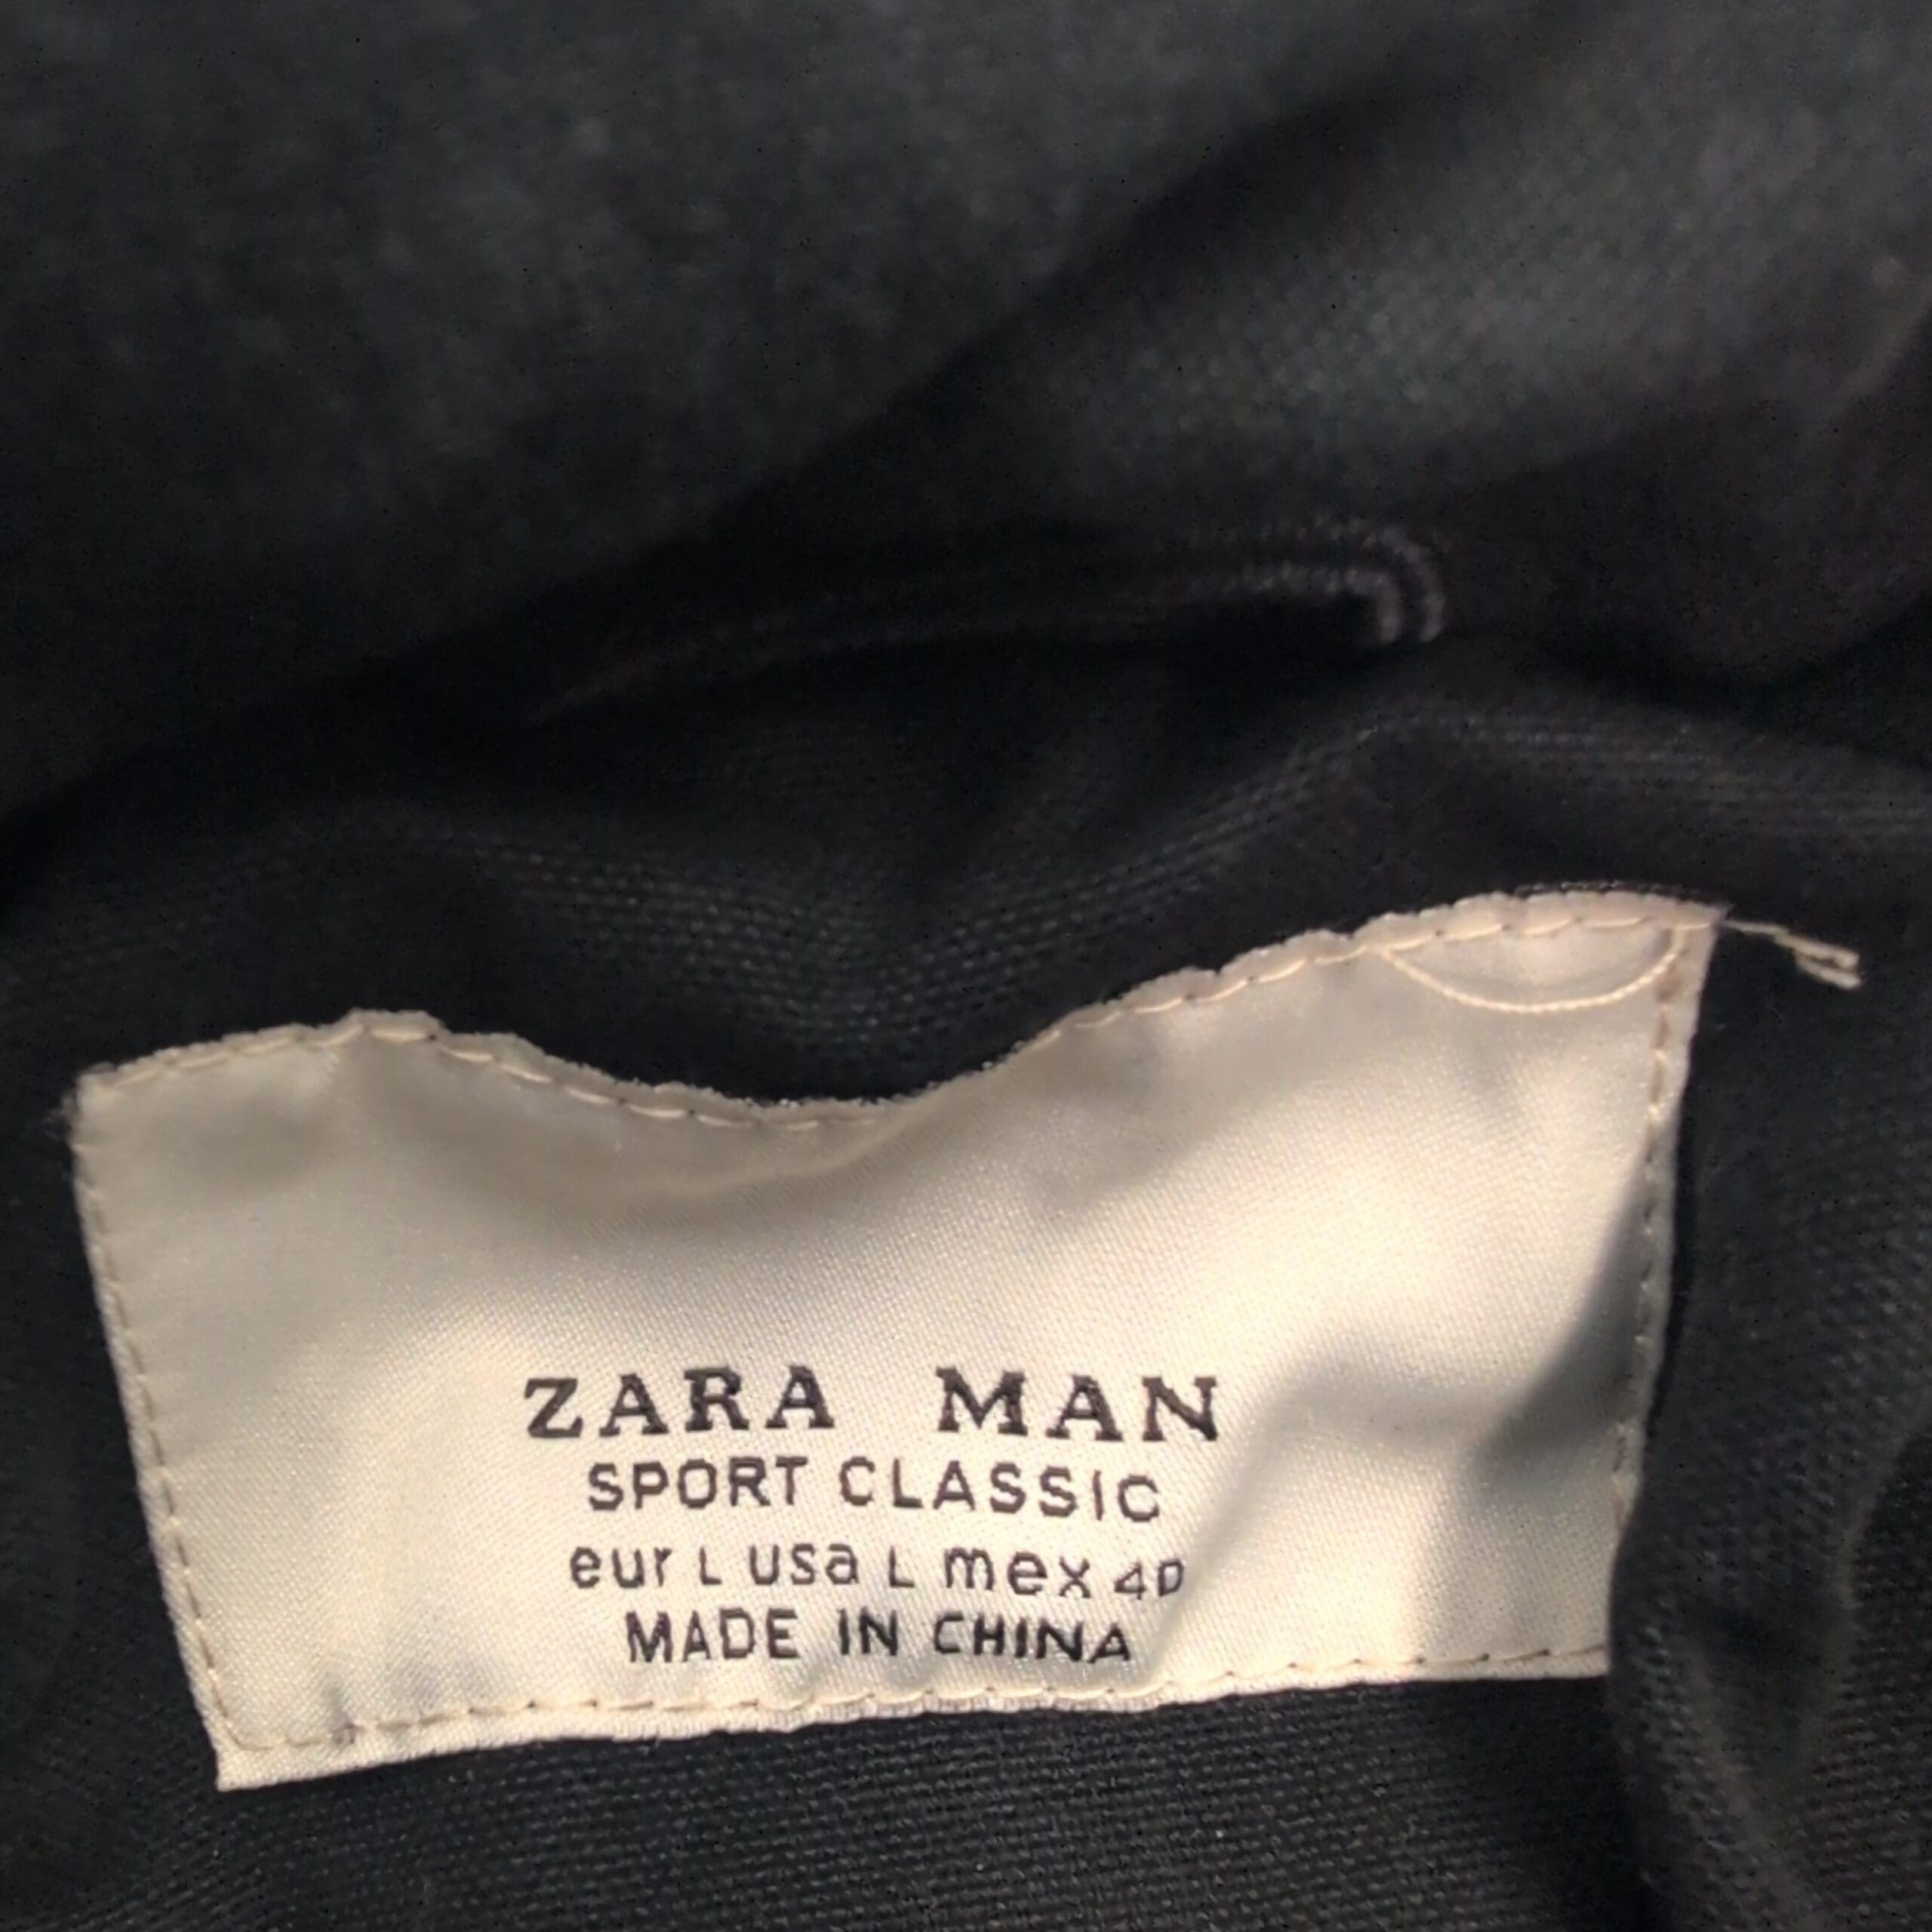 ZARA MAN
SPORT CLASSIC
eur L usa L mex 40
MADE IN CHINA